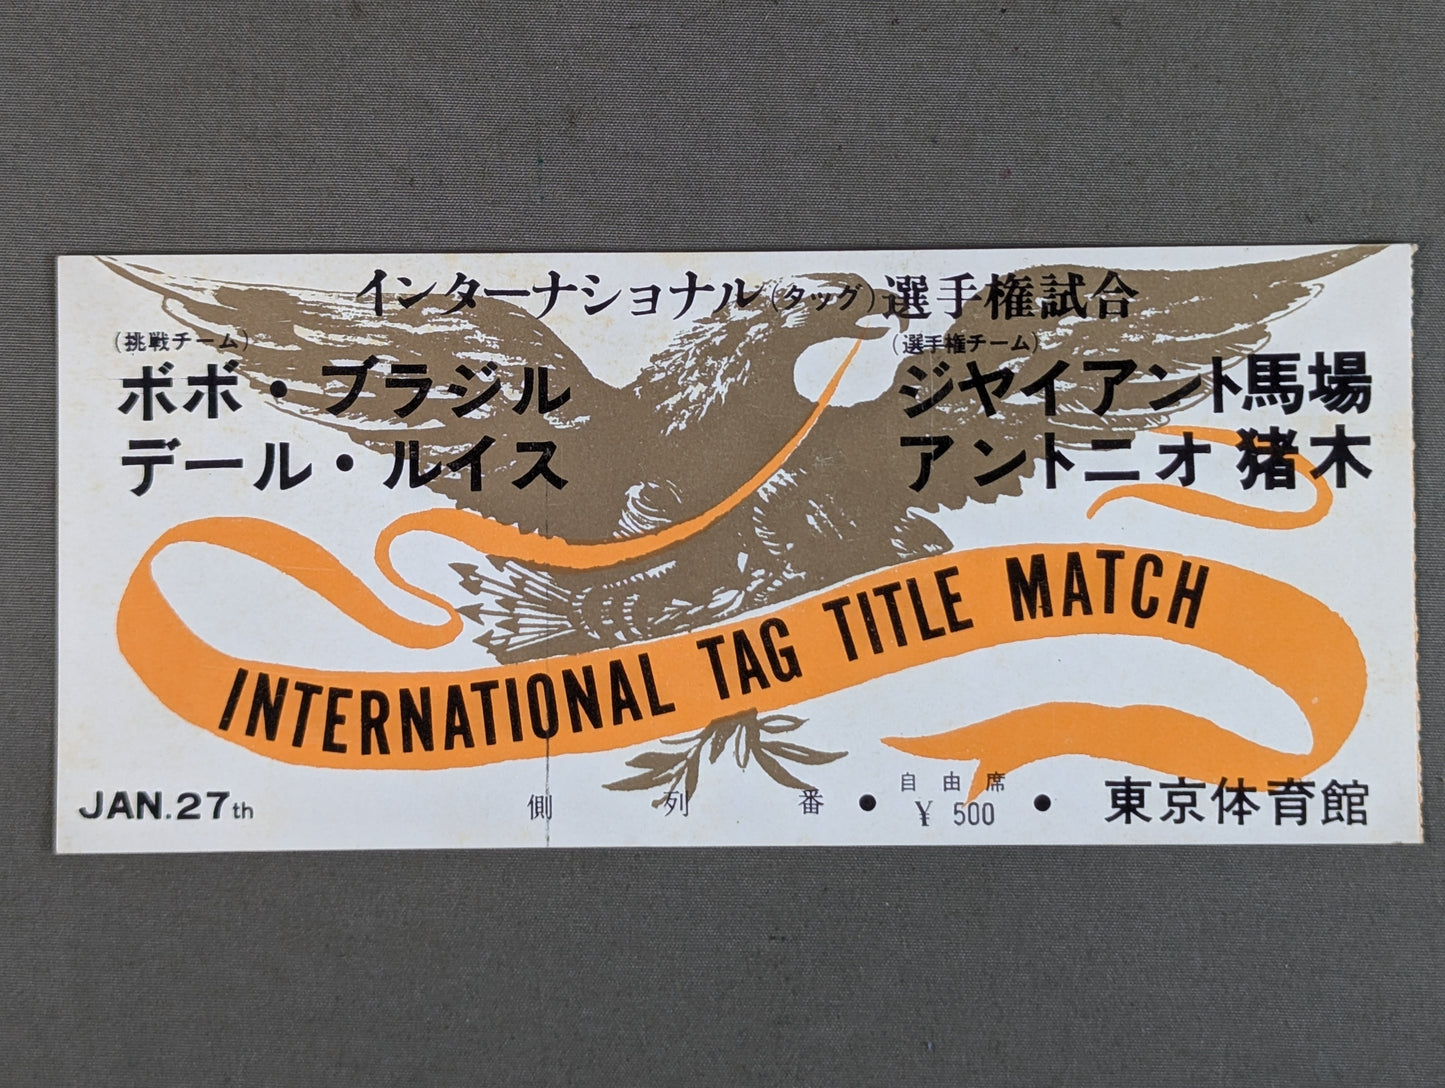 インターナショナル(タッグ)選手権試合
(挑戦チーム)
ボボ・ブラジル
デール・ルイス
(選手権チーム)
ジャイアント馬場
アントニオ猪木
INTERNATIONAL TAG TITLE MATCH
JAN.27th
側 列 番 ● 自由席 ¥500 ● 東京体育館